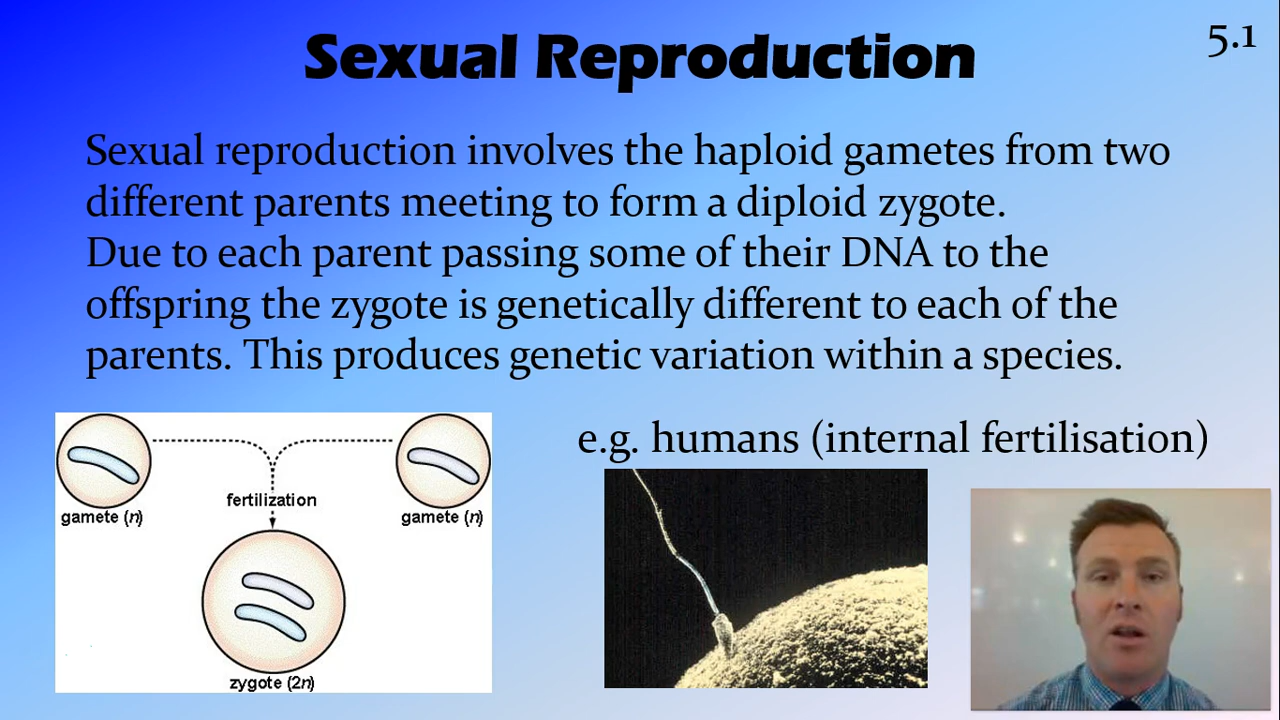 Sexual Reproduction
5.1
Sexual reproduction involves the haploid gametes from two
different parents meeting to form a diploid zygote.
Due to each parent passing some of their DNA to the
offspring the zygote is genetically different to each of the
parents. This produces genetic variation within a species.
e.g. humans (internal fertilisation)
fertilization
gamete (n)
gamete (n)
zygote (2n)